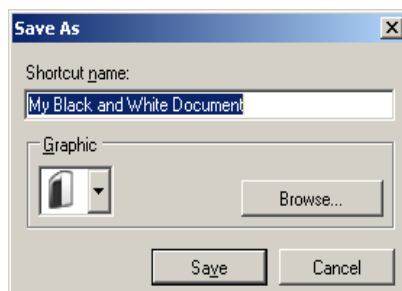 Save As
Shortcut name:
My Black and White Document
Graphic
Browse...
Save
Cancel